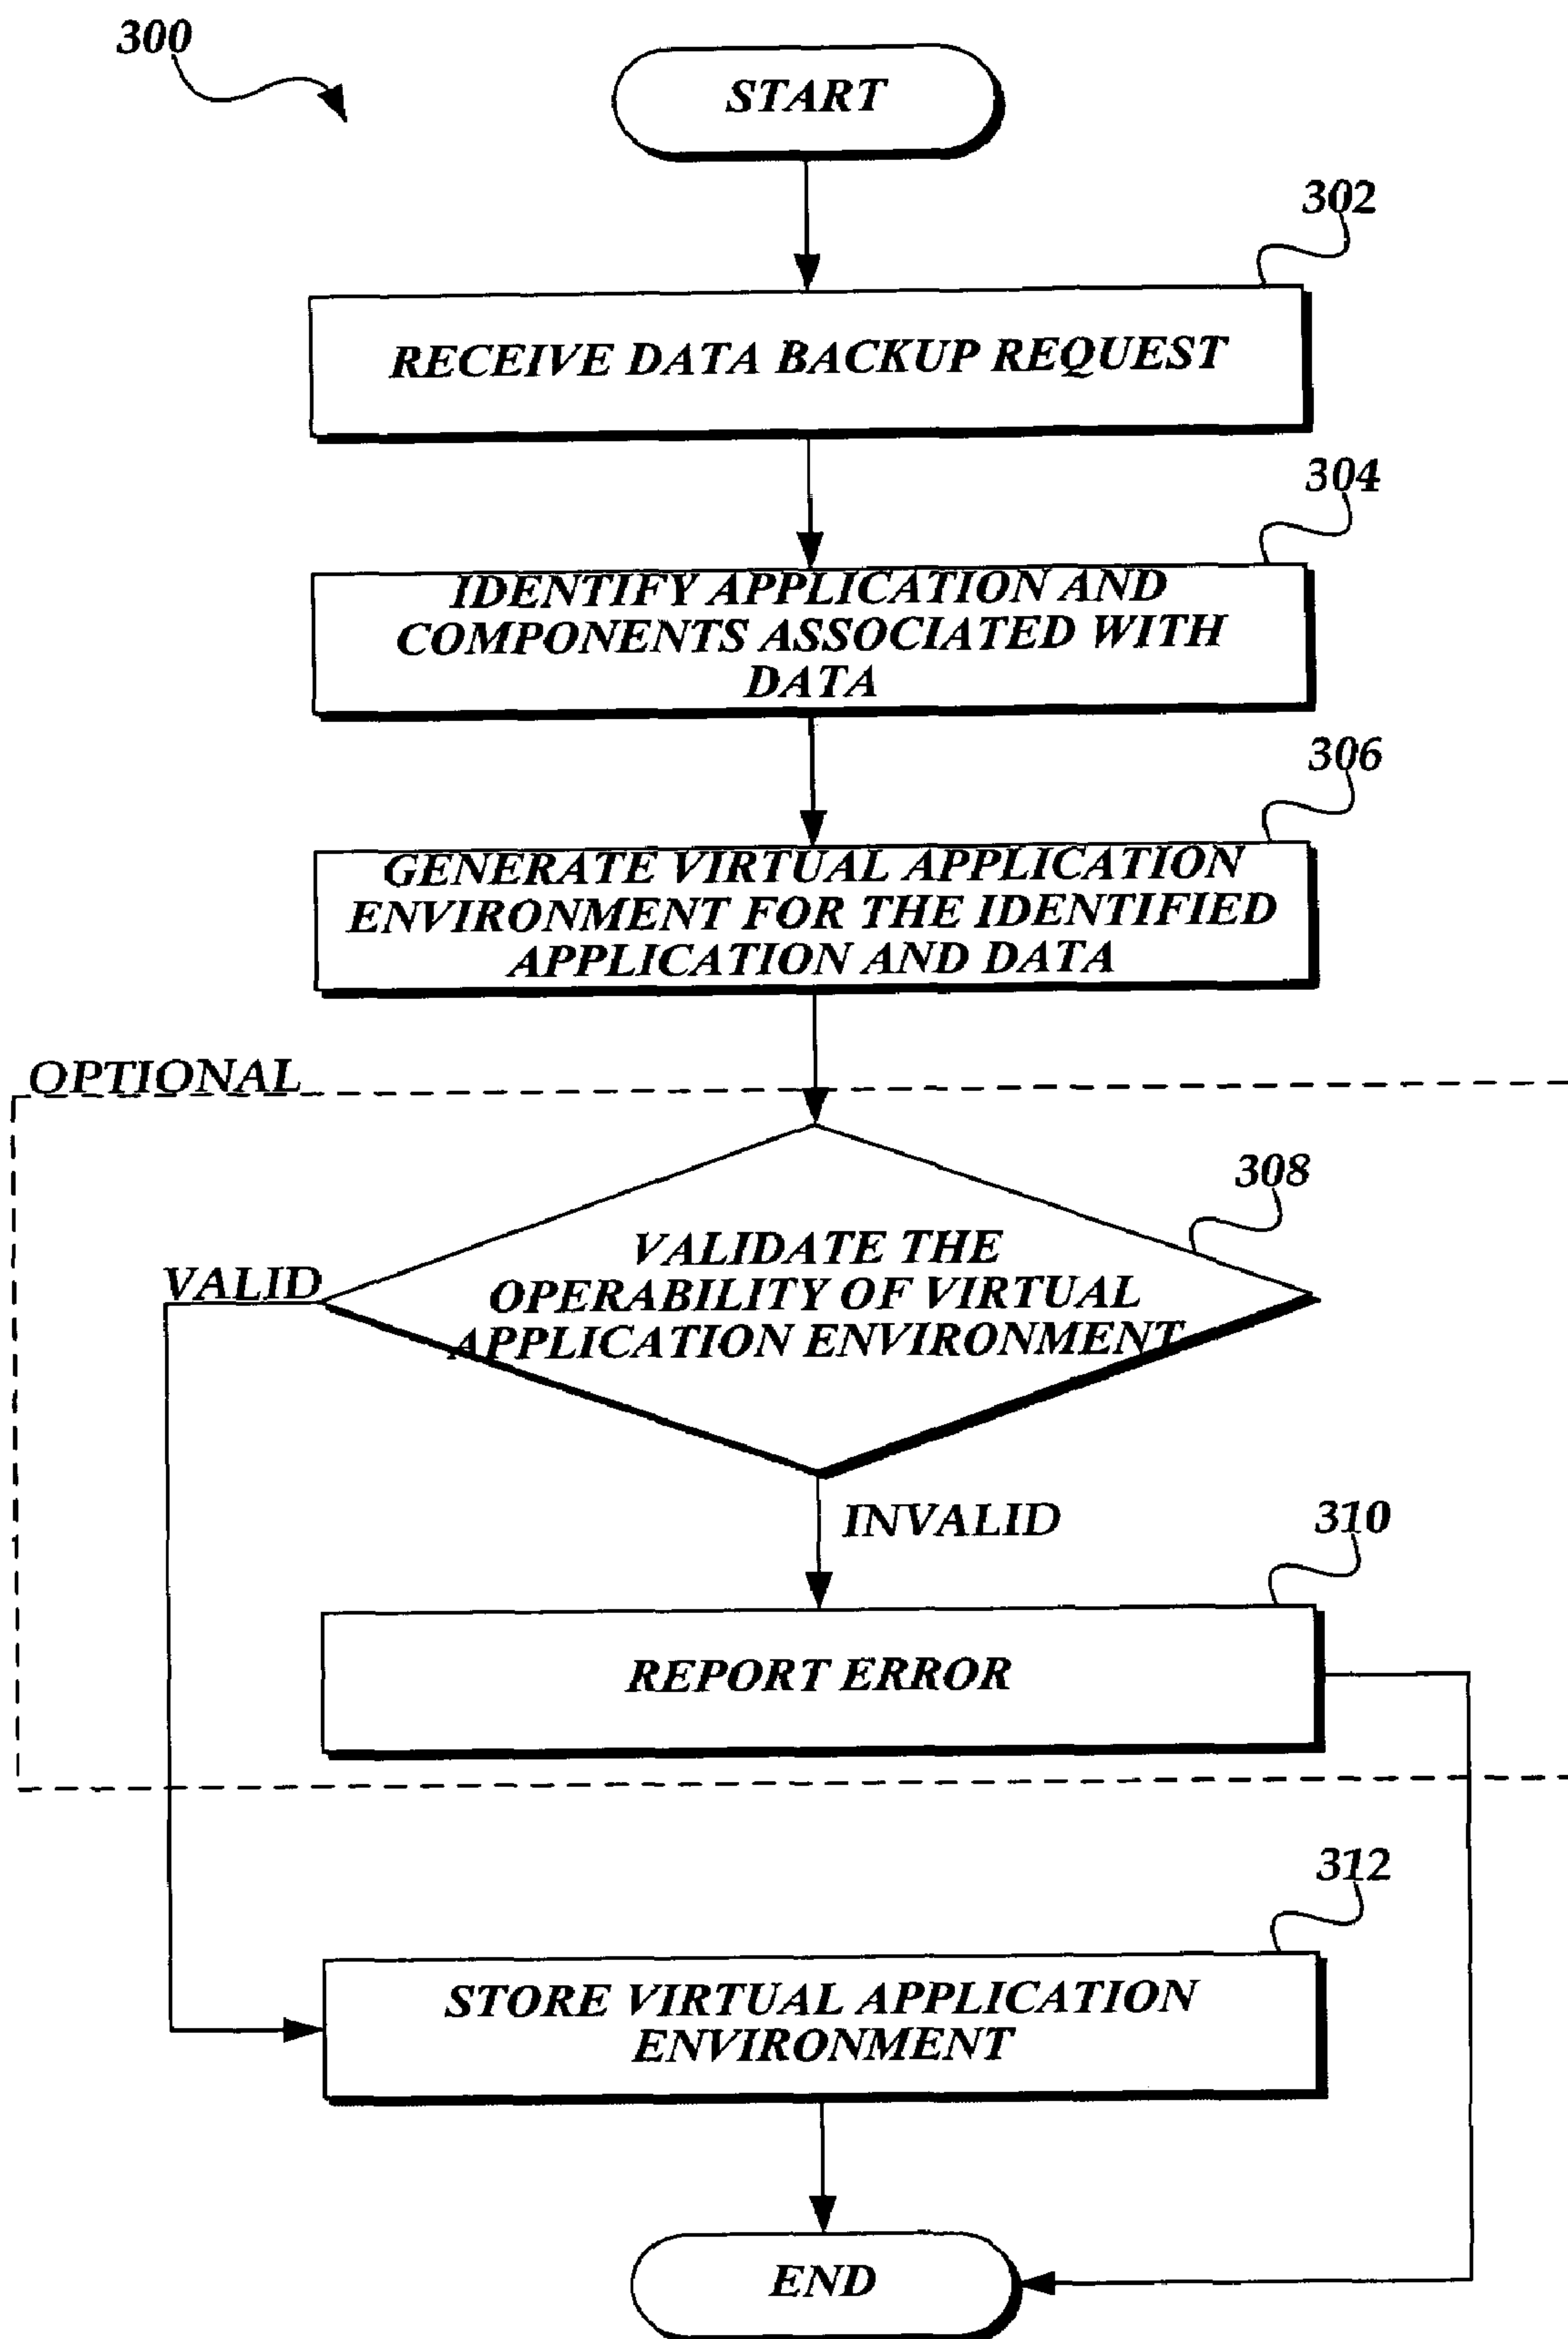 300
START
302
RECEIVE DATA BACKUP REQUEST
304
IDENTIFY APPLICATION AND
COMPONENTS ASSOCIATED WITH
DATA
306
GENERATE VIRTUAL APPLICATION
ENVIRONMENT FOR THE IDENTIFIED
APPLICATION AND DATA
OPTIONAL
308
VALIDATE THE
OPERABILITY OF VIRTUAL
APPLICATION ENVIRONMENT
VALID
INVALID
310
REPORT ERROR
312
STORE VIRTUAL APPLICATION
ENVIRONMENT
END